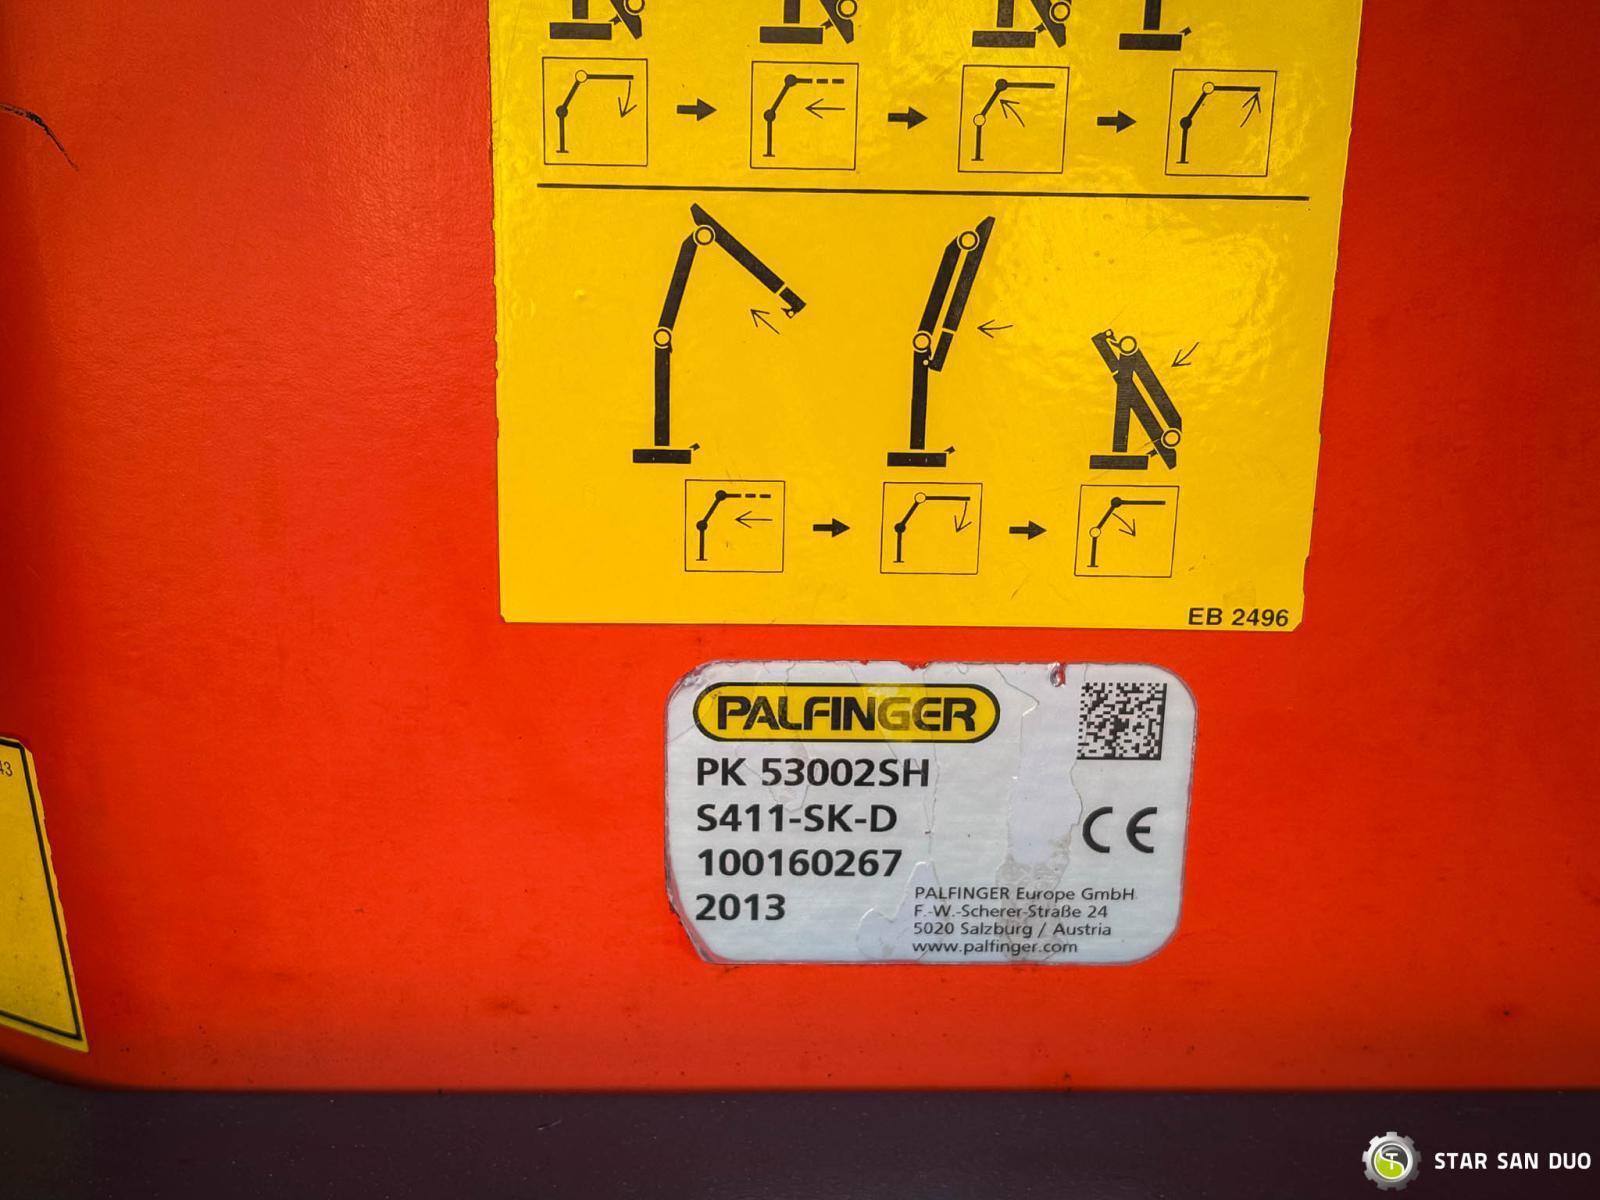 EB 2496
43
PALFINGER
PK 53002SH
S411-SK-D
100160267
2013
CE
PALFINGER Europe GmbH
F.-W.-Scherer-Straße 24
5020 Salzburg / Austria
www.palfinger.com
STAR SAN DUO